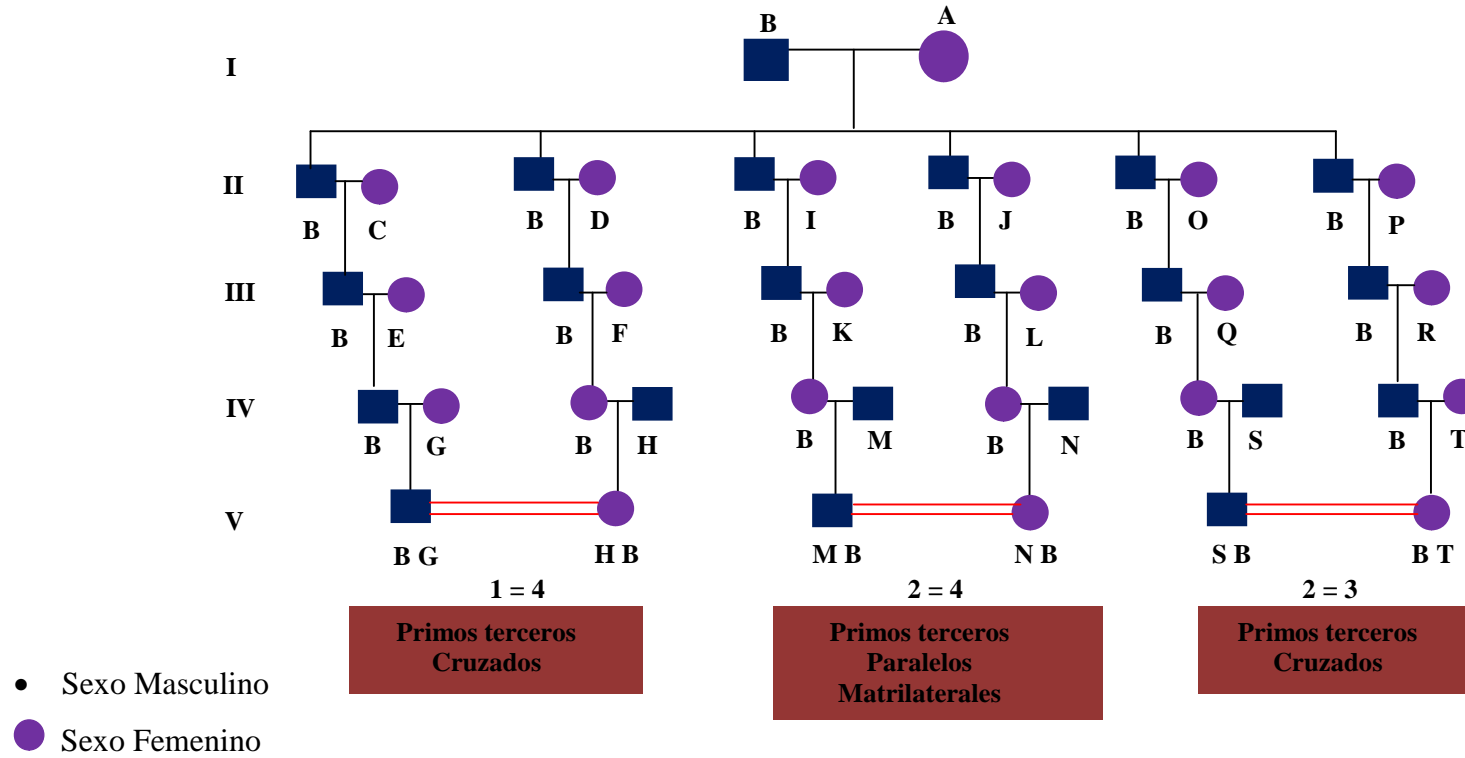 B A
I
II
B C B D B I B J B O B P
III
B E B F B K B L B Q B R
IV
B G B H B M B N B S B T
V
B G H B M B N B S B B T
1 = 4 2 = 4 2 = 3
Primos terceros Primos terceros Primos terceros
Cruzados Paralelos Cruzados
Matrilaterales
• Sexo Masculino
Sexo Femenino